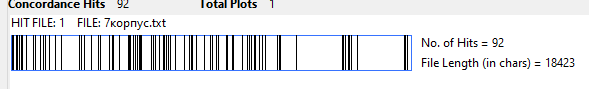 Concordance Hits 92 Total Plots 1
HIT FILE: 1 FILE: 7корпус.txt
No. of Hits = 92
File Length (in chars) = 18423